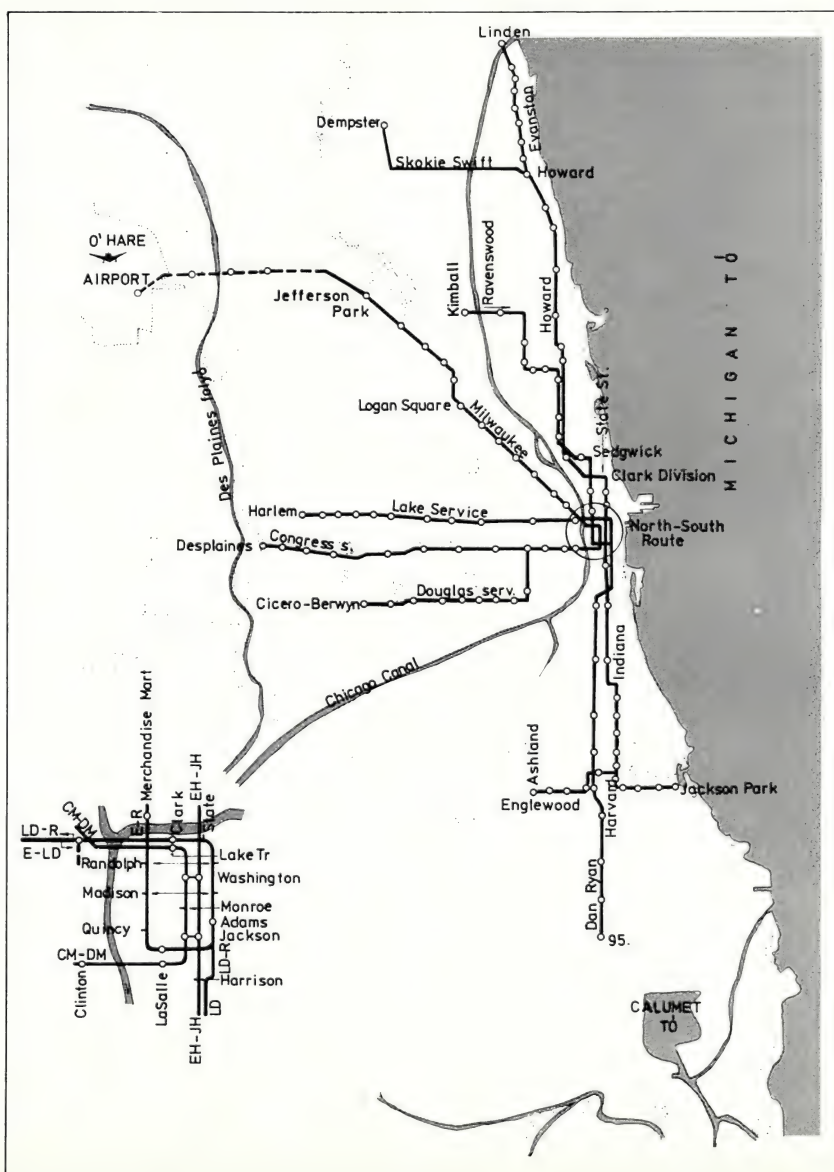 Linden
Evanston
Dempster
Skokie Swift
Howard
O'HARE
AIRPORT
Jefferson
Park
Kimball
Ravenswood
Howard
MICHIGAN TÓ
State St.
Des Plaines folyó
Logan Square
Milwaukee
Sedgwick
Clark Division
Harlem
Lake Service
North-South
Route
Desplaines
Congress s,
Cicero-Berwyn
Douglas serv.
Indiana
Chicago Canal
Ashland
Englewood
Harvard
Jackson Park
Dan Ryan
95.
CALUMET
TÓ
LD-R
E-LD
CM-DM
E-R
Merchandise Mart
Clark
EH-JH
State
Randolph
Lake Tr
Washington
Madison
Monroe
Adams
Quincy
Jackson
CM-DM
LD-R
Harrison
Clinton
LaSalle
EH-JH
LD